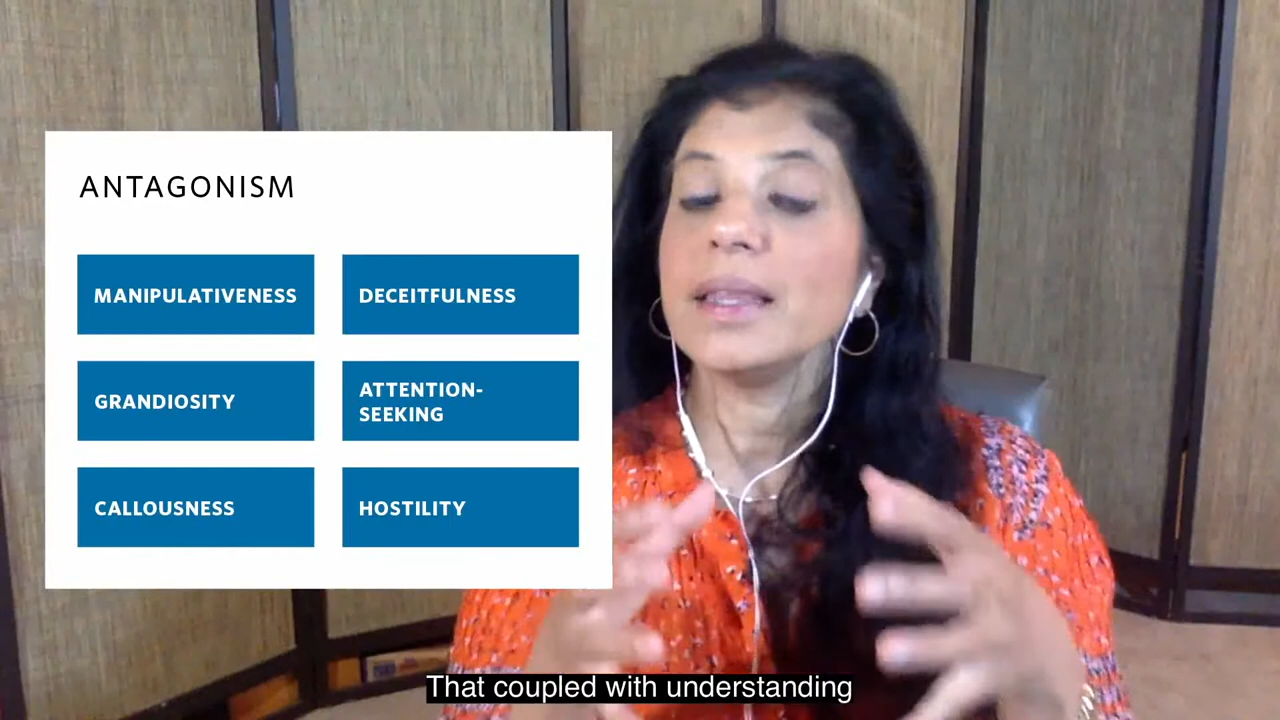 ANTAGONISM
MANIPULATIVENESS
DECEITFULNESS
GRANDIOSITY
ATTENTION-
SEEKING
CALLOUSNESS
HOSTILITY
That coupled with understanding